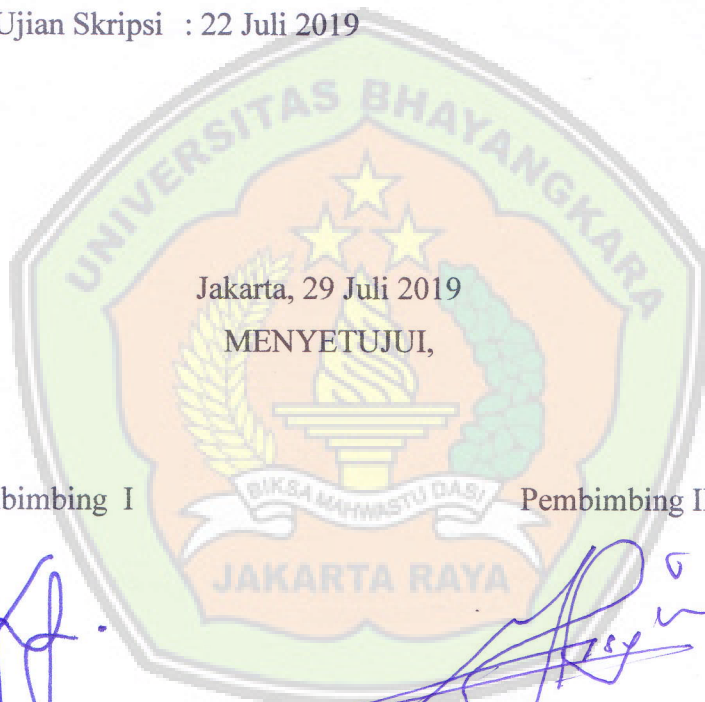 Ujian Skripsi : 22 Juli 2019
UNIVERSITAS BHAYANGKARA
Jakarta, 29 Juli 2019
MENYETUJUI,
bimbing I
Pembimbing II
BIKSA MAHWASTU DASI
JAKARTA RAYA